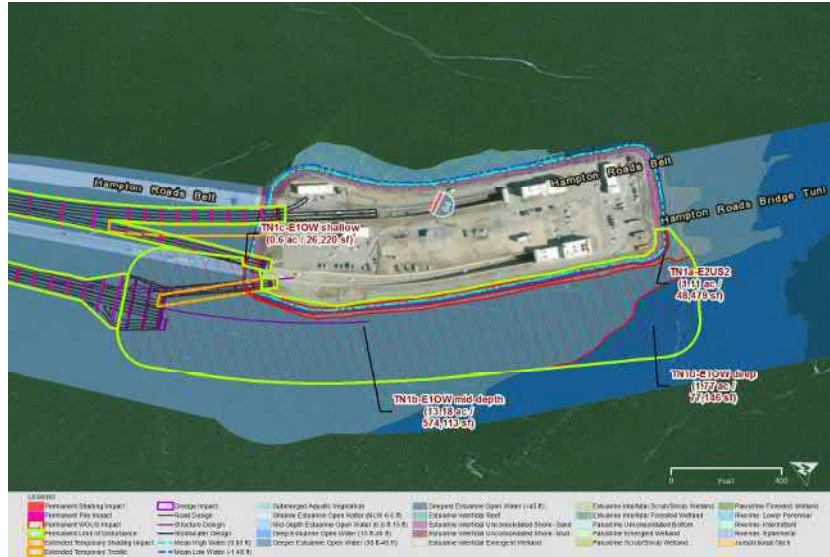 Hampton Roads Belt
Hampton Roads Belt
Hampton Roads Bridge Tunl
TN1c-E1OW shallow
(0.6 ac / 26,220 sf)
TN1a-E2US2
(1.11 ac /
48,479 sf)
TN1b-E1OW mid-depth
(13.18 ac /
574,113 sf)
(1.77 ac /
77,146 sf)
0
Feet
400
LEGEND
Permanent Shading Impact
Permanent Pile Impact
Permanent WOUS Impact
Permanent Limit of Disturbance
Extended Temporary Shading Impact
Extended Temporary Trestle
Dredge Impact
Road Design
Structure Design
Stormwater Design
Mean High Water
Mean Low Water
Submerged Aquatic Vegetation
Shallow Estuarine Open Water
Mid-Depth Estuarine Open Water
Deep Estuarine Open Water
Deeper Estuarine Open Water
Deepest Estuarine Open Water
Estuarine Intertidal Reef
Estuarine Intertidal Unconsolidated Shore - Sand
Estuarine Intertidal Unconsolidated Shore - Mud
Estuarine Intertidal Emergent Wetland
Estuarine Intertidal Scrub/Shrub Wetland
Estuarine Intertidal Forested Wetland
Palustrine Unconsolidated Bottom
Palustrine Emergent Wetland
Palustrine Scrub/Shrub Wetland
Palustrine Forested Wetland
Riverine- Lower Perennial
Riverine- Intermittent
Riverine- Ephemeral
Jurisdictional Ditch